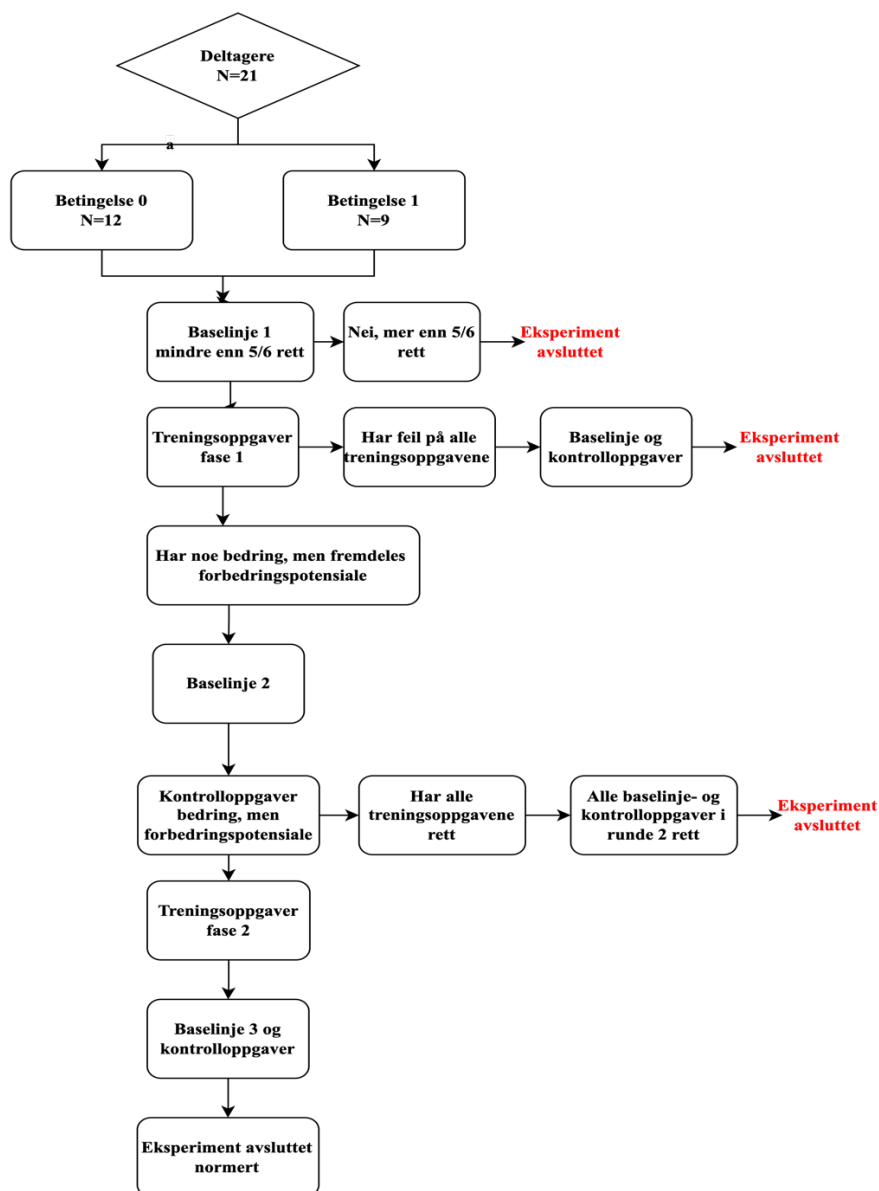 Deltagere
N=21
a
Betingelse 0
N=12
Betingelse 1
N=9
Baselinje 1
mindre enn 5/6 rett
Nei, mer enn 5/6
rett
Eksperiment
avsluttet
Treningsoppgaver
fase 1
Har feil på alle
treningsoppgavene
Baselinje og
kontrolloppgaver
Eksperiment
avsluttet
Har noe bedring, men fremdeles
forbedringspotensiale
Baselinje 2
Kontrolloppgaver
bedring, men
forbedringspotensiale
Har alle
treningsoppgavene
rett
Alle baselinje- og
kontrolloppgaver i
runde 2 rett
Eksperiment
avsluttet
Treningsoppgaver
fase 2
Baselinje 3 og
kontrolloppgaver
Eksperiment avsluttet
normert